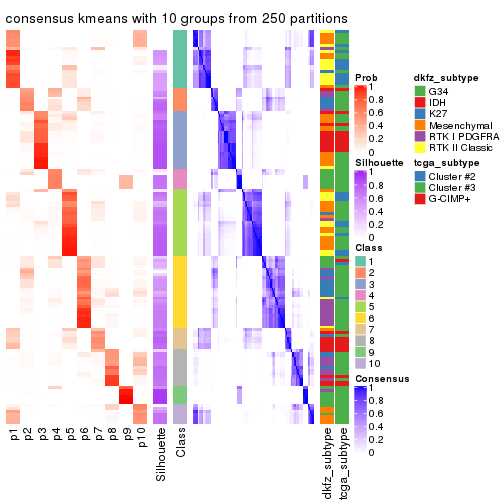 consensus kmeans with 10 groups from 250 partitions
p1
p2
p3
p4
p5
p6
p7
p8
p9
p10
Silhouette
Class
dkfz_subtype
tcga_subtype
Prob
1
0.8
0.6
0.4
0.2
0
Silhouette
1
0.8
0.6
0.4
0.2
0
Class
1
2
3
4
5
6
7
8
9
10
Consensus
1
0.8
0.6
0.4
0.2
0
dkfz_subtype
G34
IDH
K27
Mesenchymal
RTK I PDGFRA
RTK II Classic
tcga_subtype
Cluster #2
Cluster #3
G-CIMP+